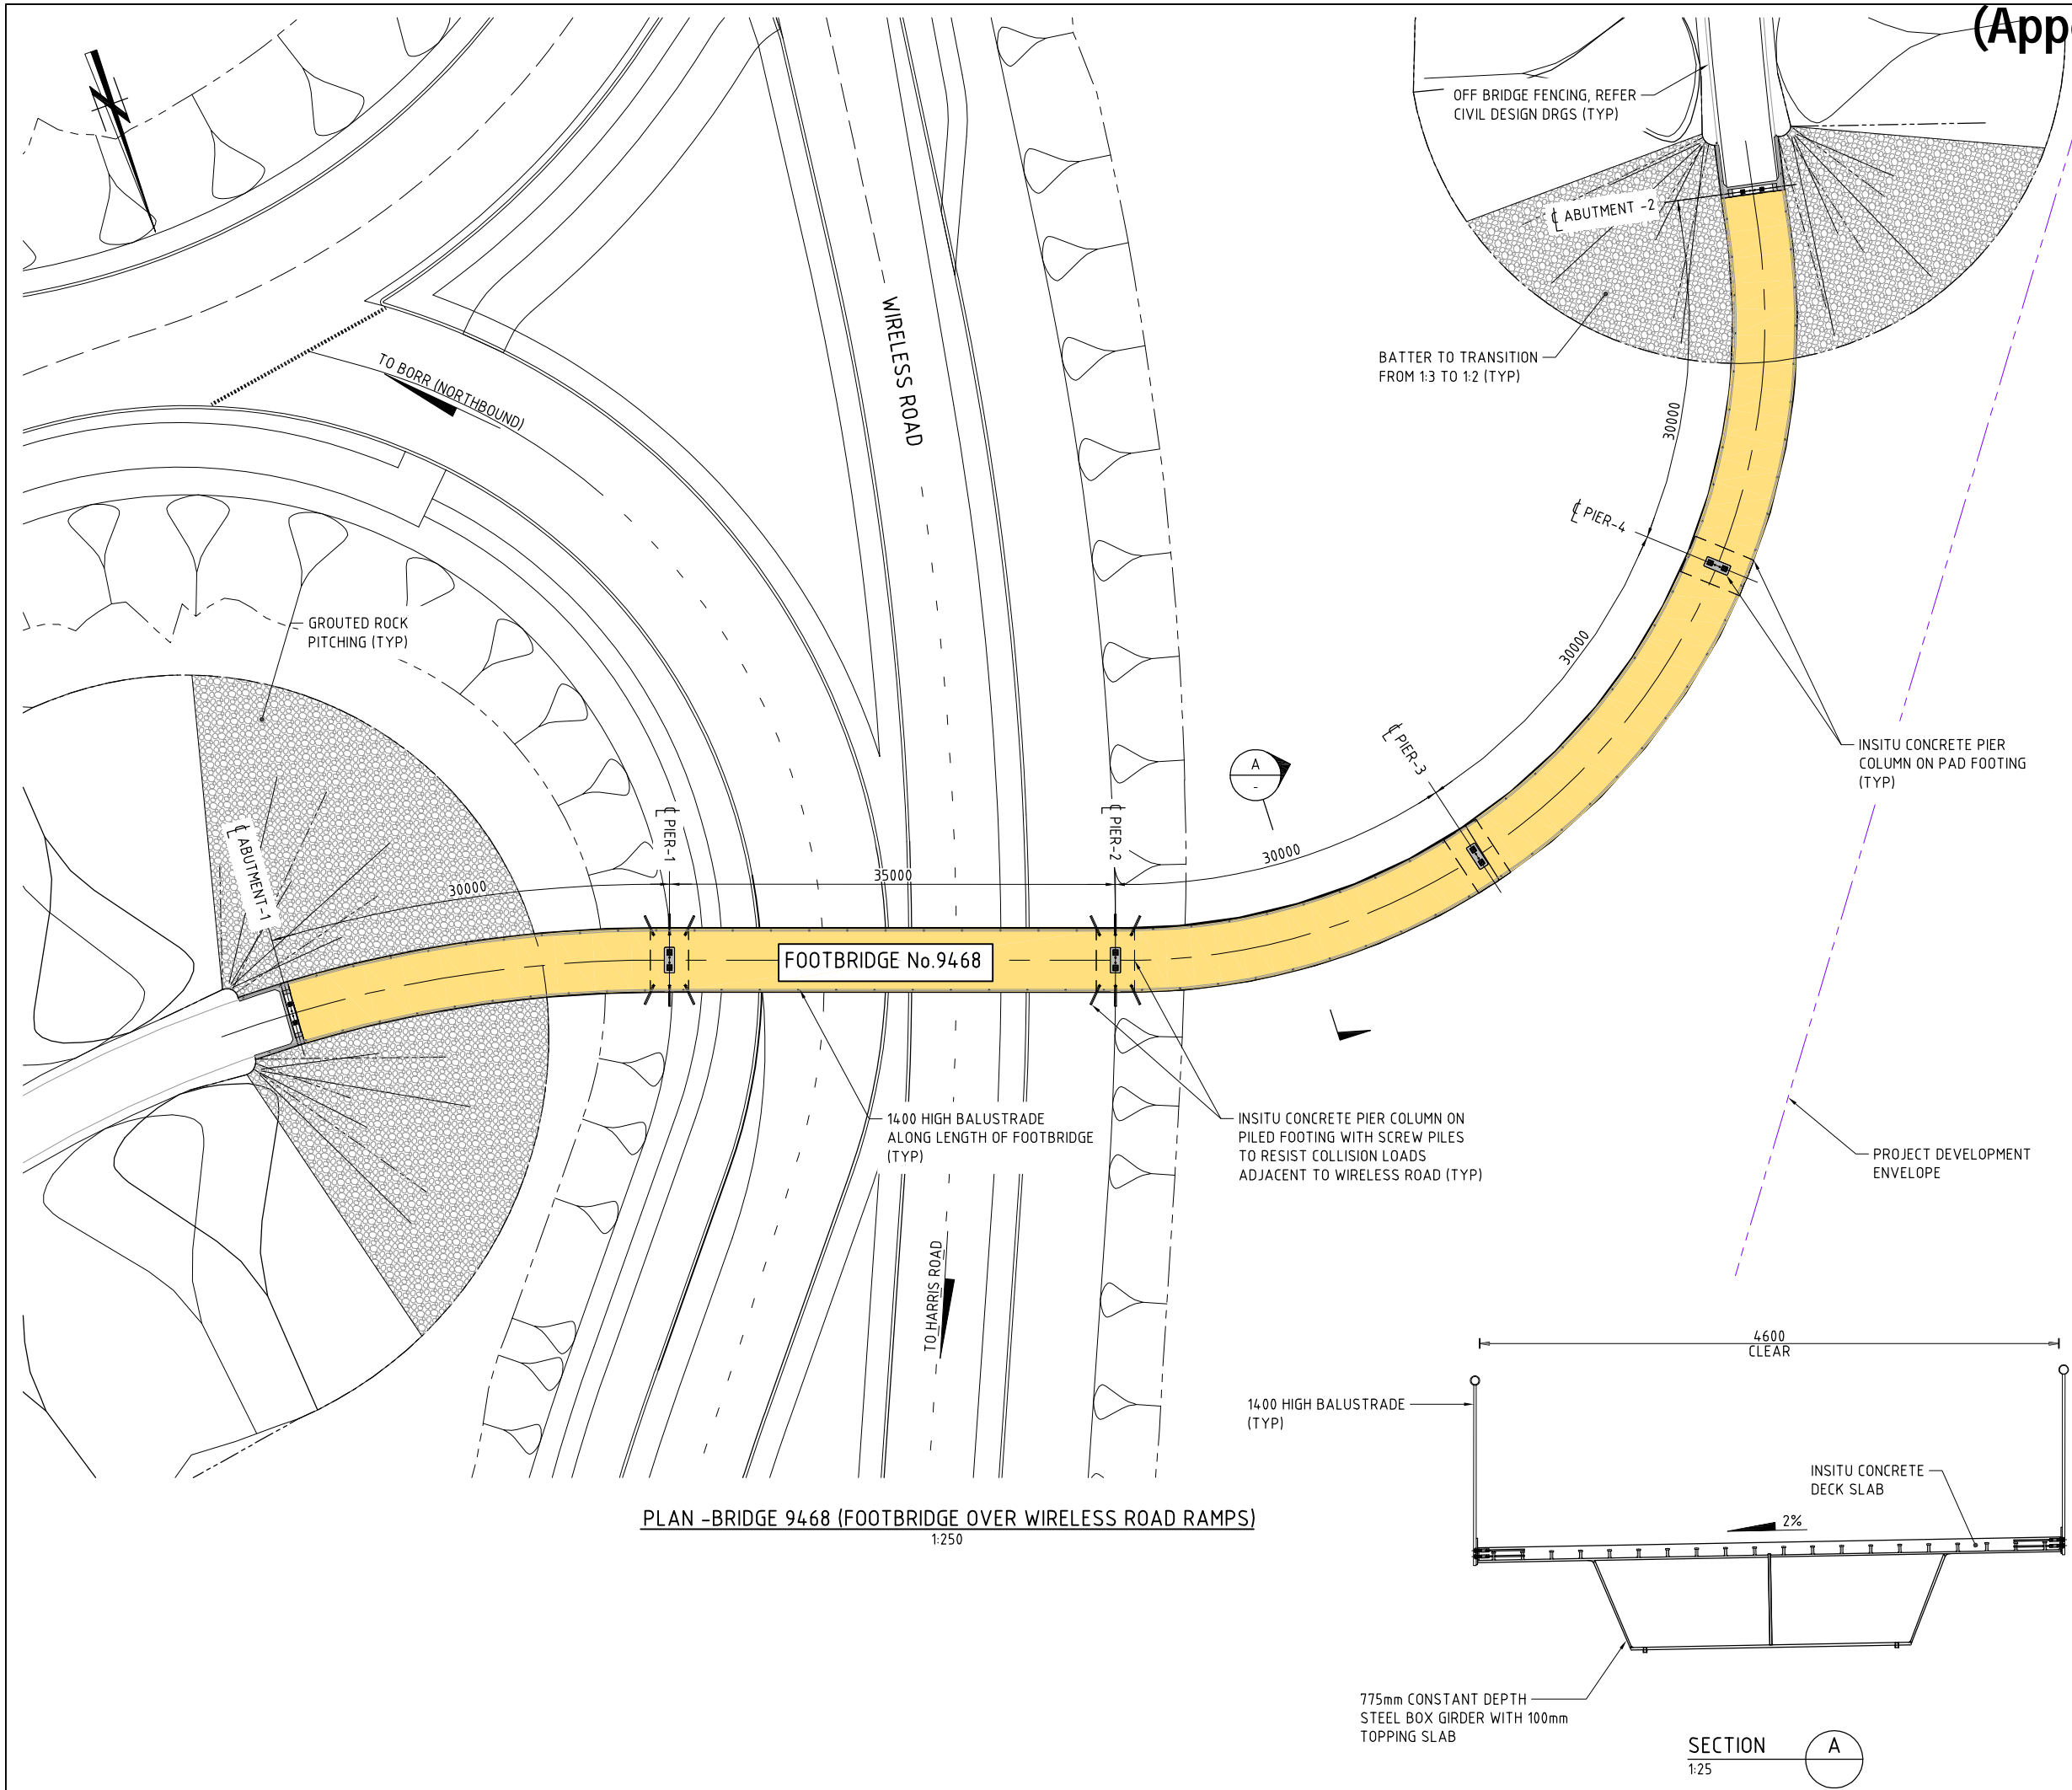 (App
OFF BRIDGE FENCING, REFER
CIVIL DESIGN DRGS (TYP)
℄ ABUTMENT -2
WIRELESS ROAD
BATTER TO TRANSITION
FROM 1:3 TO 1:2 (TYP)
TO BORR (NORTHBOUND)
30000
℄ PIER-4
GROUTED ROCK
PITCHING (TYP)
30000
℄ PIER-3
INSITU CONCRETE PIER
COLUMN ON PAD FOOTING
(TYP)
A
-
℄ PIER-1
℄ PIER-2
℄ ABUTMENT-1
30000
35000
30000
FOOTBRIDGE No.9468
1400 HIGH BALUSTRADE
ALONG LENGTH OF FOOTBRIDGE
(TYP)
INSITU CONCRETE PIER COLUMN ON
PILED FOOTING WITH SCREW PILES
TO RESIST COLLISION LOADS
ADJACENT TO WIRELESS ROAD (TYP)
PROJECT DEVELOPMENT
ENVELOPE
TO HARRIS ROAD
4600
CLEAR
1400 HIGH BALUSTRADE
(TYP)
INSITU CONCRETE
DECK SLAB
2%
PLAN -BRIDGE 9468 (FOOTBRIDGE OVER WIRELESS ROAD RAMPS)
1:250
775mm CONSTANT DEPTH
STEEL BOX GIRDER WITH 100mm
TOPPING SLAB
SECTION
A
1:25